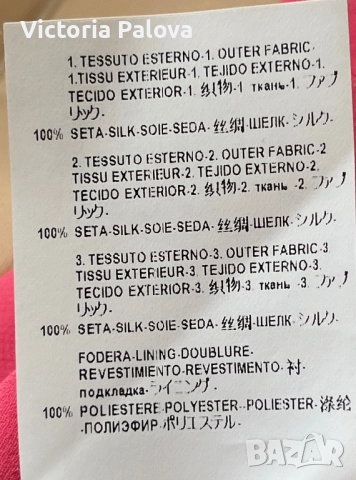 Victoria Palova
1. TESSUTO ESTERNO-1. OUTER FABRIC-
1.TISSU EXTERIEUR-1. TEJIDO EXTERNO-1.
TECIDO EXTERIOR-1. 织物-1 ткань-1. ファブ
リック-
100% SETA-SILK-SOIE-SEDA-丝绸-ШЕЛК-シルク-
2. TESSUTO ESTERNO-2. OUTER FABRIC-2
TISSU EXTERIEUR-2. TEJIDO EXTERNO-2.
TECIDO EXTERIOR-2. 织物-2. ткань -2. ファブ
リック-
100% SETA-SILK-SOIE-SEDA-丝绸-ШЕЛК-シルク-
3. TESSUTO ESTERNO-3. OUTER FABRIC-3.
TISSU EXTERIEUR-3. TEJIDO EXTERNO-3.
TECIDO EXTERIOR-3. 织物-3. ткань -3. ファブ
リック-
100% SETA-SILK-SOIE-SEDA-丝绸-ШЕЛК-シルク-
FODERA-LINING-DOUBLURE-
REVESTIMIENTO-REVESTIMENTO-衬-
подкладка-ライニング-
100% POLIESTERE-POLYESTER-POLIESTER-涤纶
-ПОЛИЭФИР-ポリエステル-
BAZAR